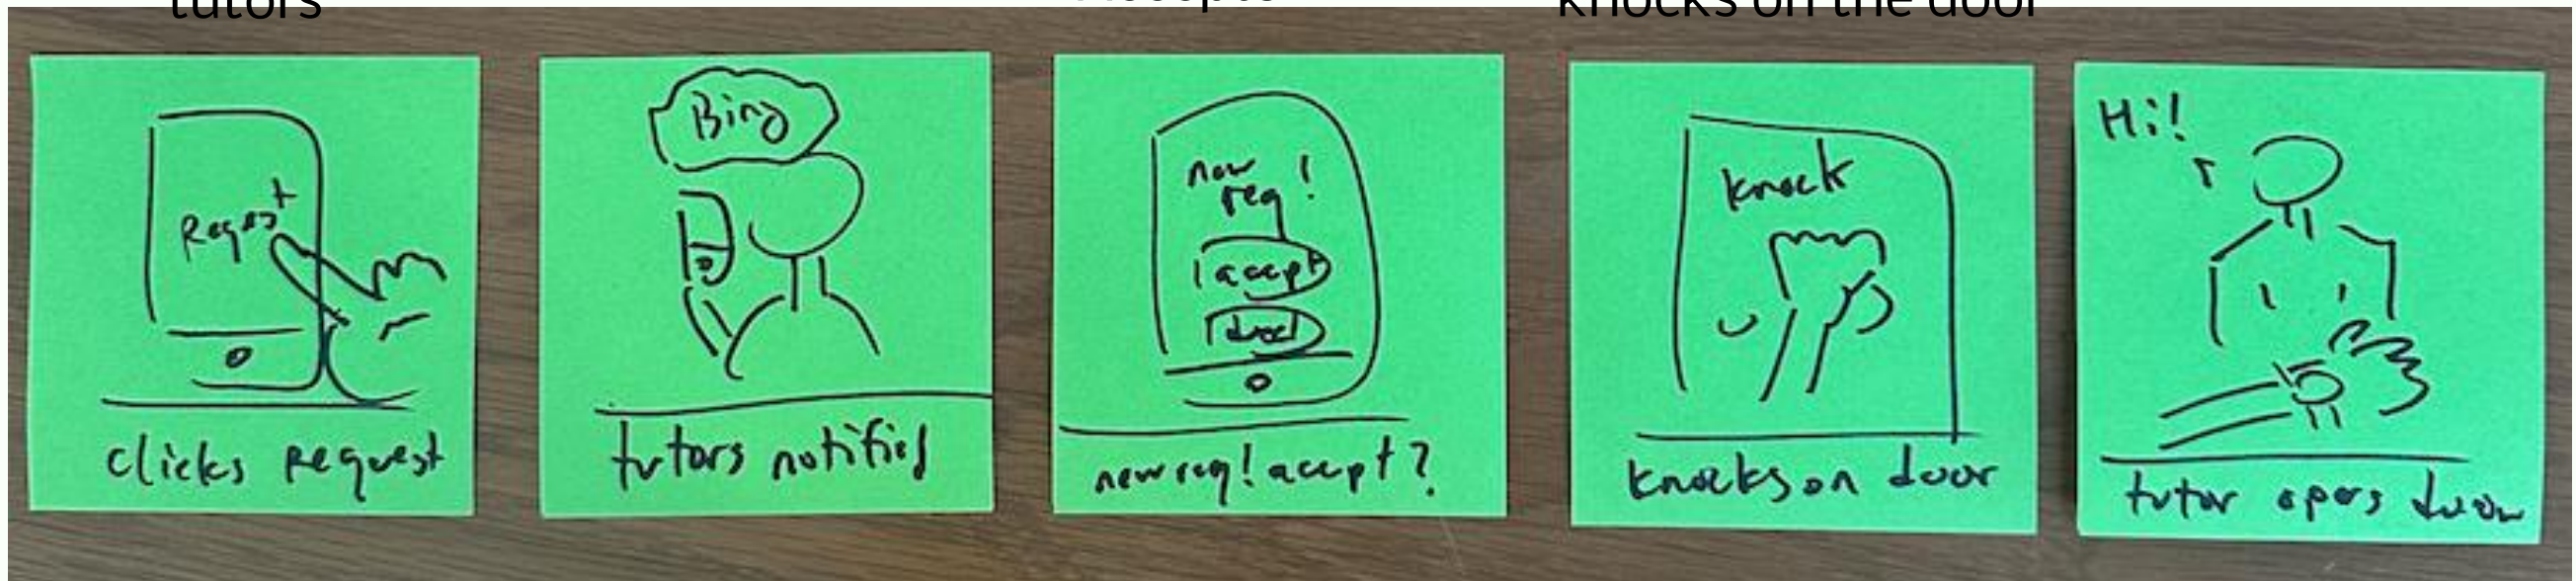 tutors
knocks on the door
Request
clicks request
Bing
tutors notified
new
req!
accept
new req! accept?
knock
knocks on door
Hi!
tutor opens door